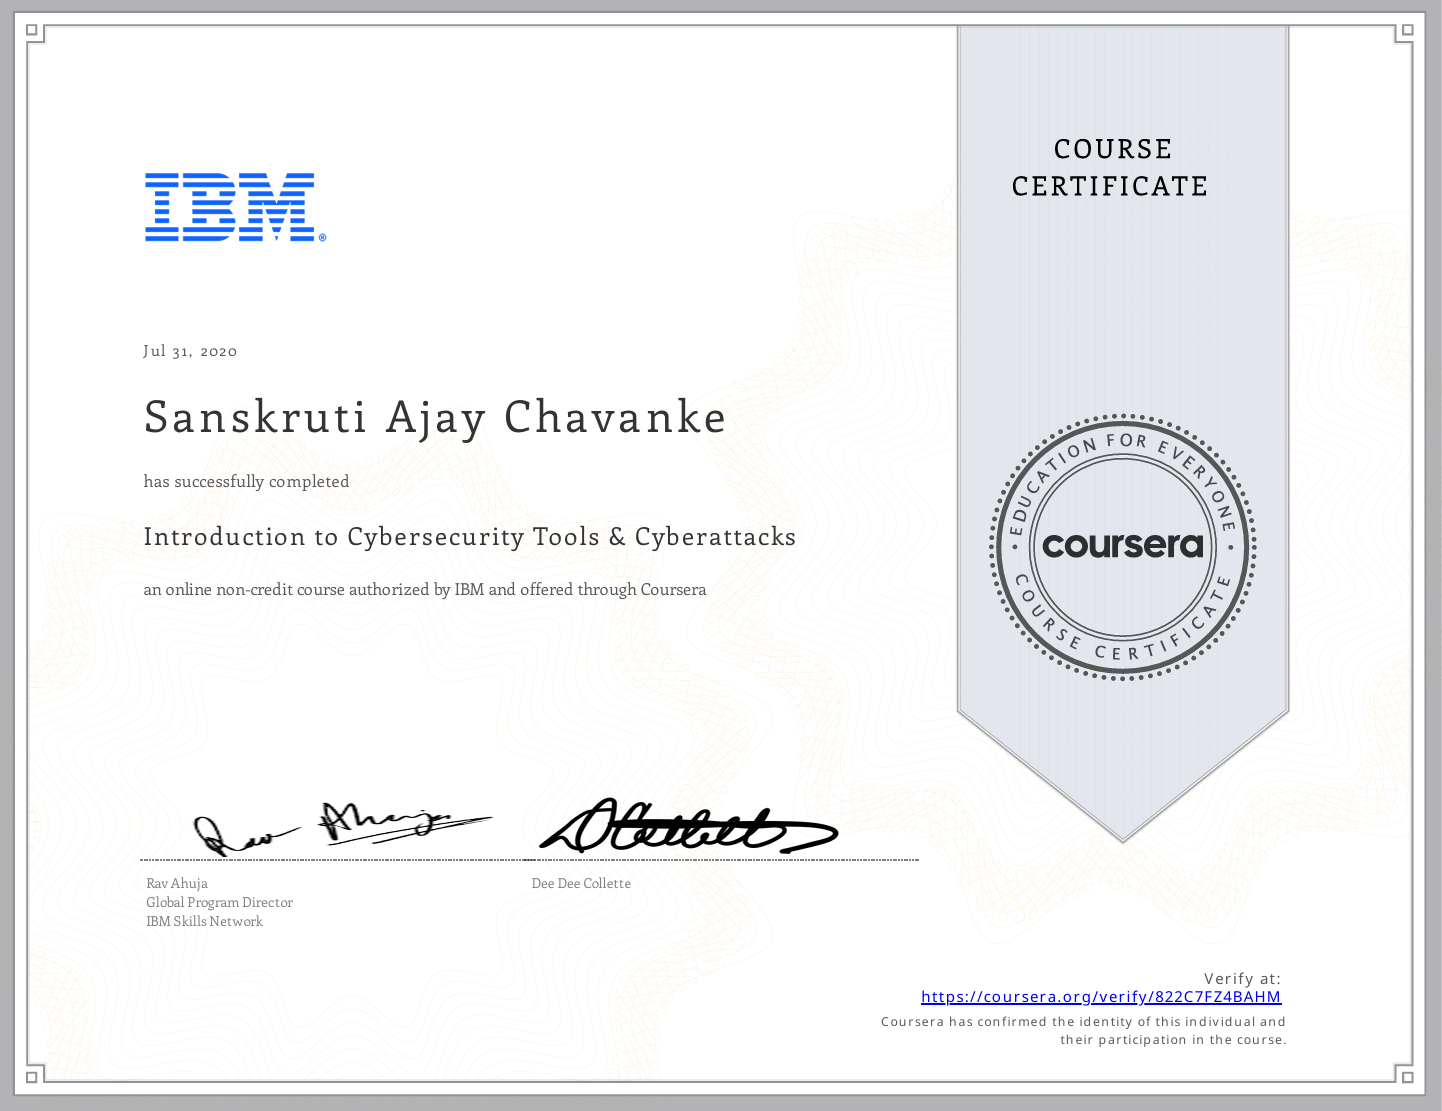 IBM®
COURSE
CERTIFICATE
Jul 31, 2020
Sanskruti Ajay Chavanke
has successfully completed
Introduction to Cybersecurity Tools & Cyberattacks
an online non-credit course authorized by IBM and offered through Coursera
• EDUCATION FOR EVERYONE •
coursera
COURSE CERTIFICATE
Rav Ahuja
D Collette
Rav Ahuja
Global Program Director
IBM Skills Network
Dee Dee Collette
Verify at:
https://coursera.org/verify/822C7FZ4BAHM
Coursera has confirmed the identity of this individual and
their participation in the course.